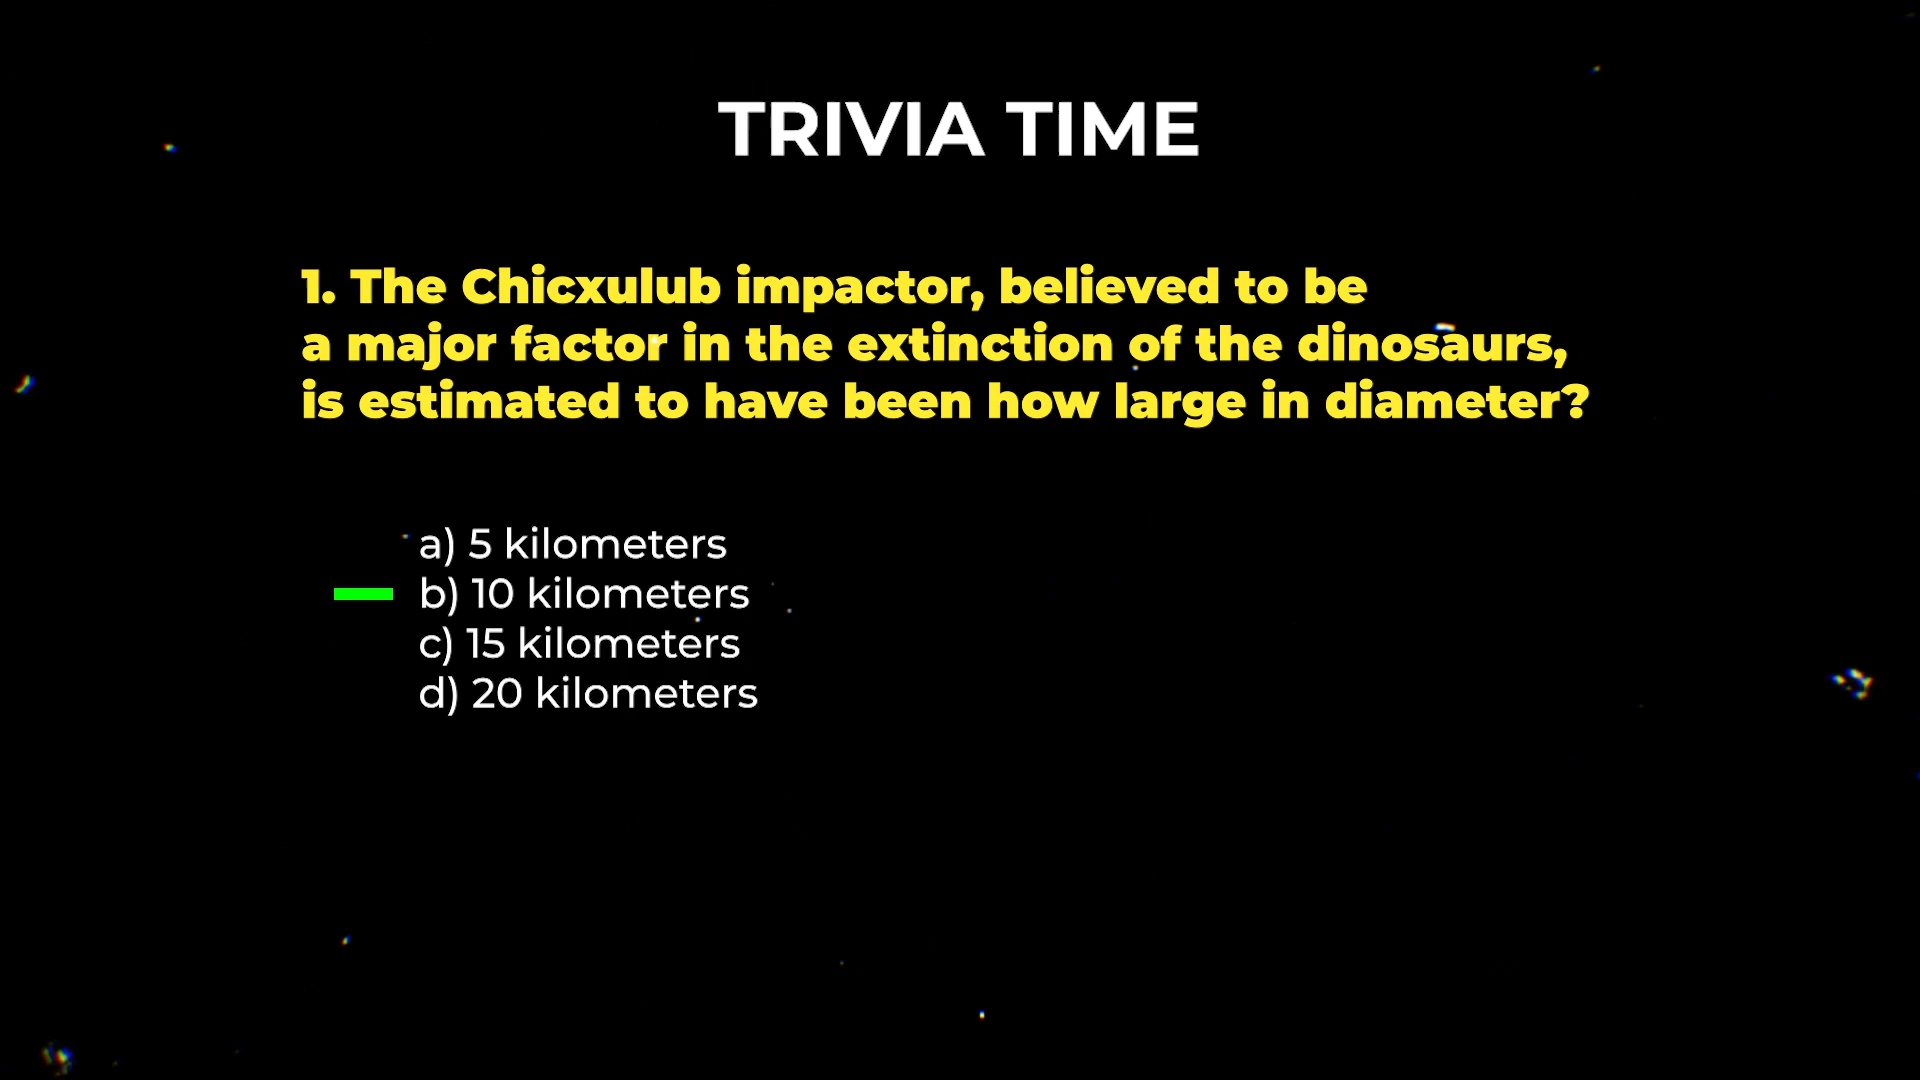 TRIVIA TIME
1. The Chicxulub impactor, believed to be
a major factor in the extinction of the dinosaurs,
is estimated to have been how large in diameter?
a) 5 kilometers
b) 10 kilometers
c) 15 kilometers
d) 20 kilometers